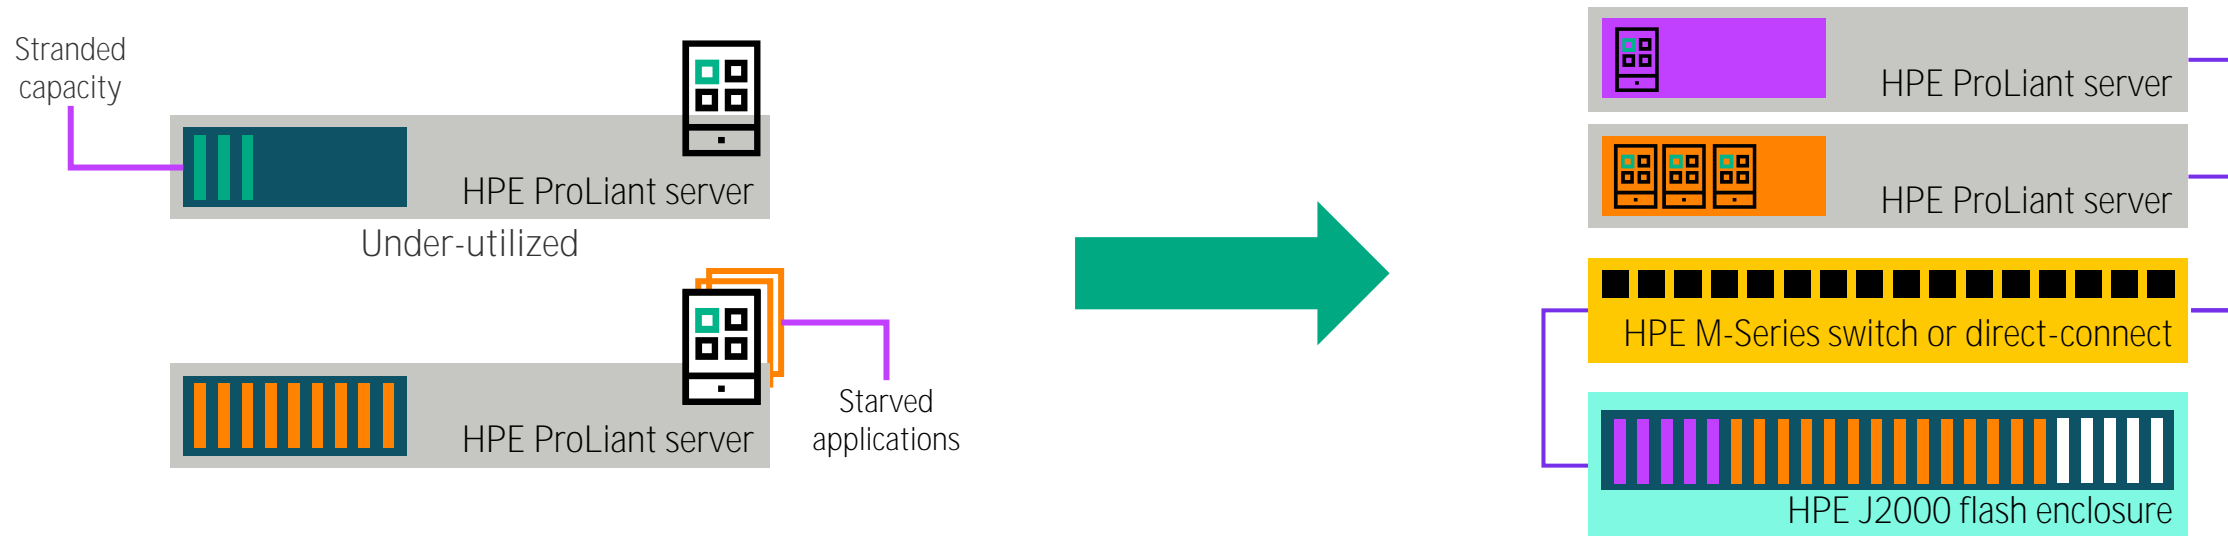 Stranded
capacity
HPE ProLiant server
Under-utilized
HPE ProLiant server
Starved
applications
HPE ProLiant server
HPE ProLiant server
HPE M-Series switch or direct-connect
HPE J2000 flash enclosure